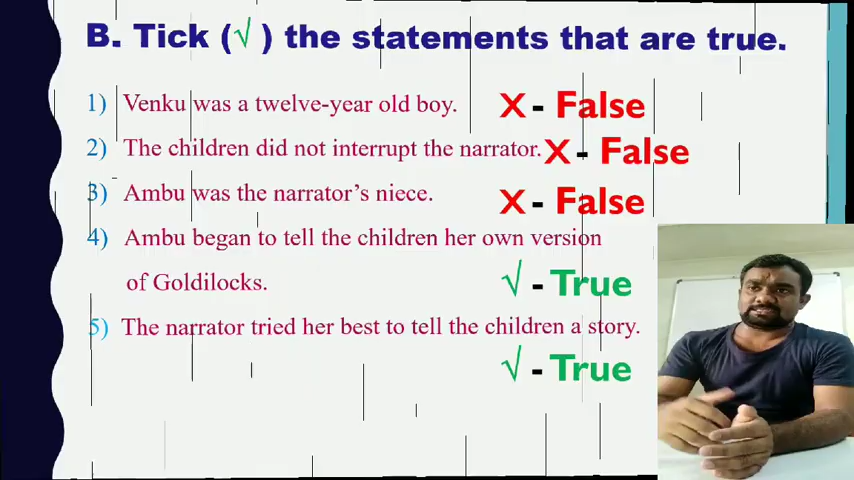 B. Tick (√ ) the statements that are true.
1) Venku was a twelve-year old boy. X - False
2) The children did not interrupt the narrator. X - False
3) Ambu was the narrator's niece. X - False
4) Ambu began to tell the children her own version
of Goldilocks. √ - True
5) The narrator tried her best to tell the children a story.
√ - True